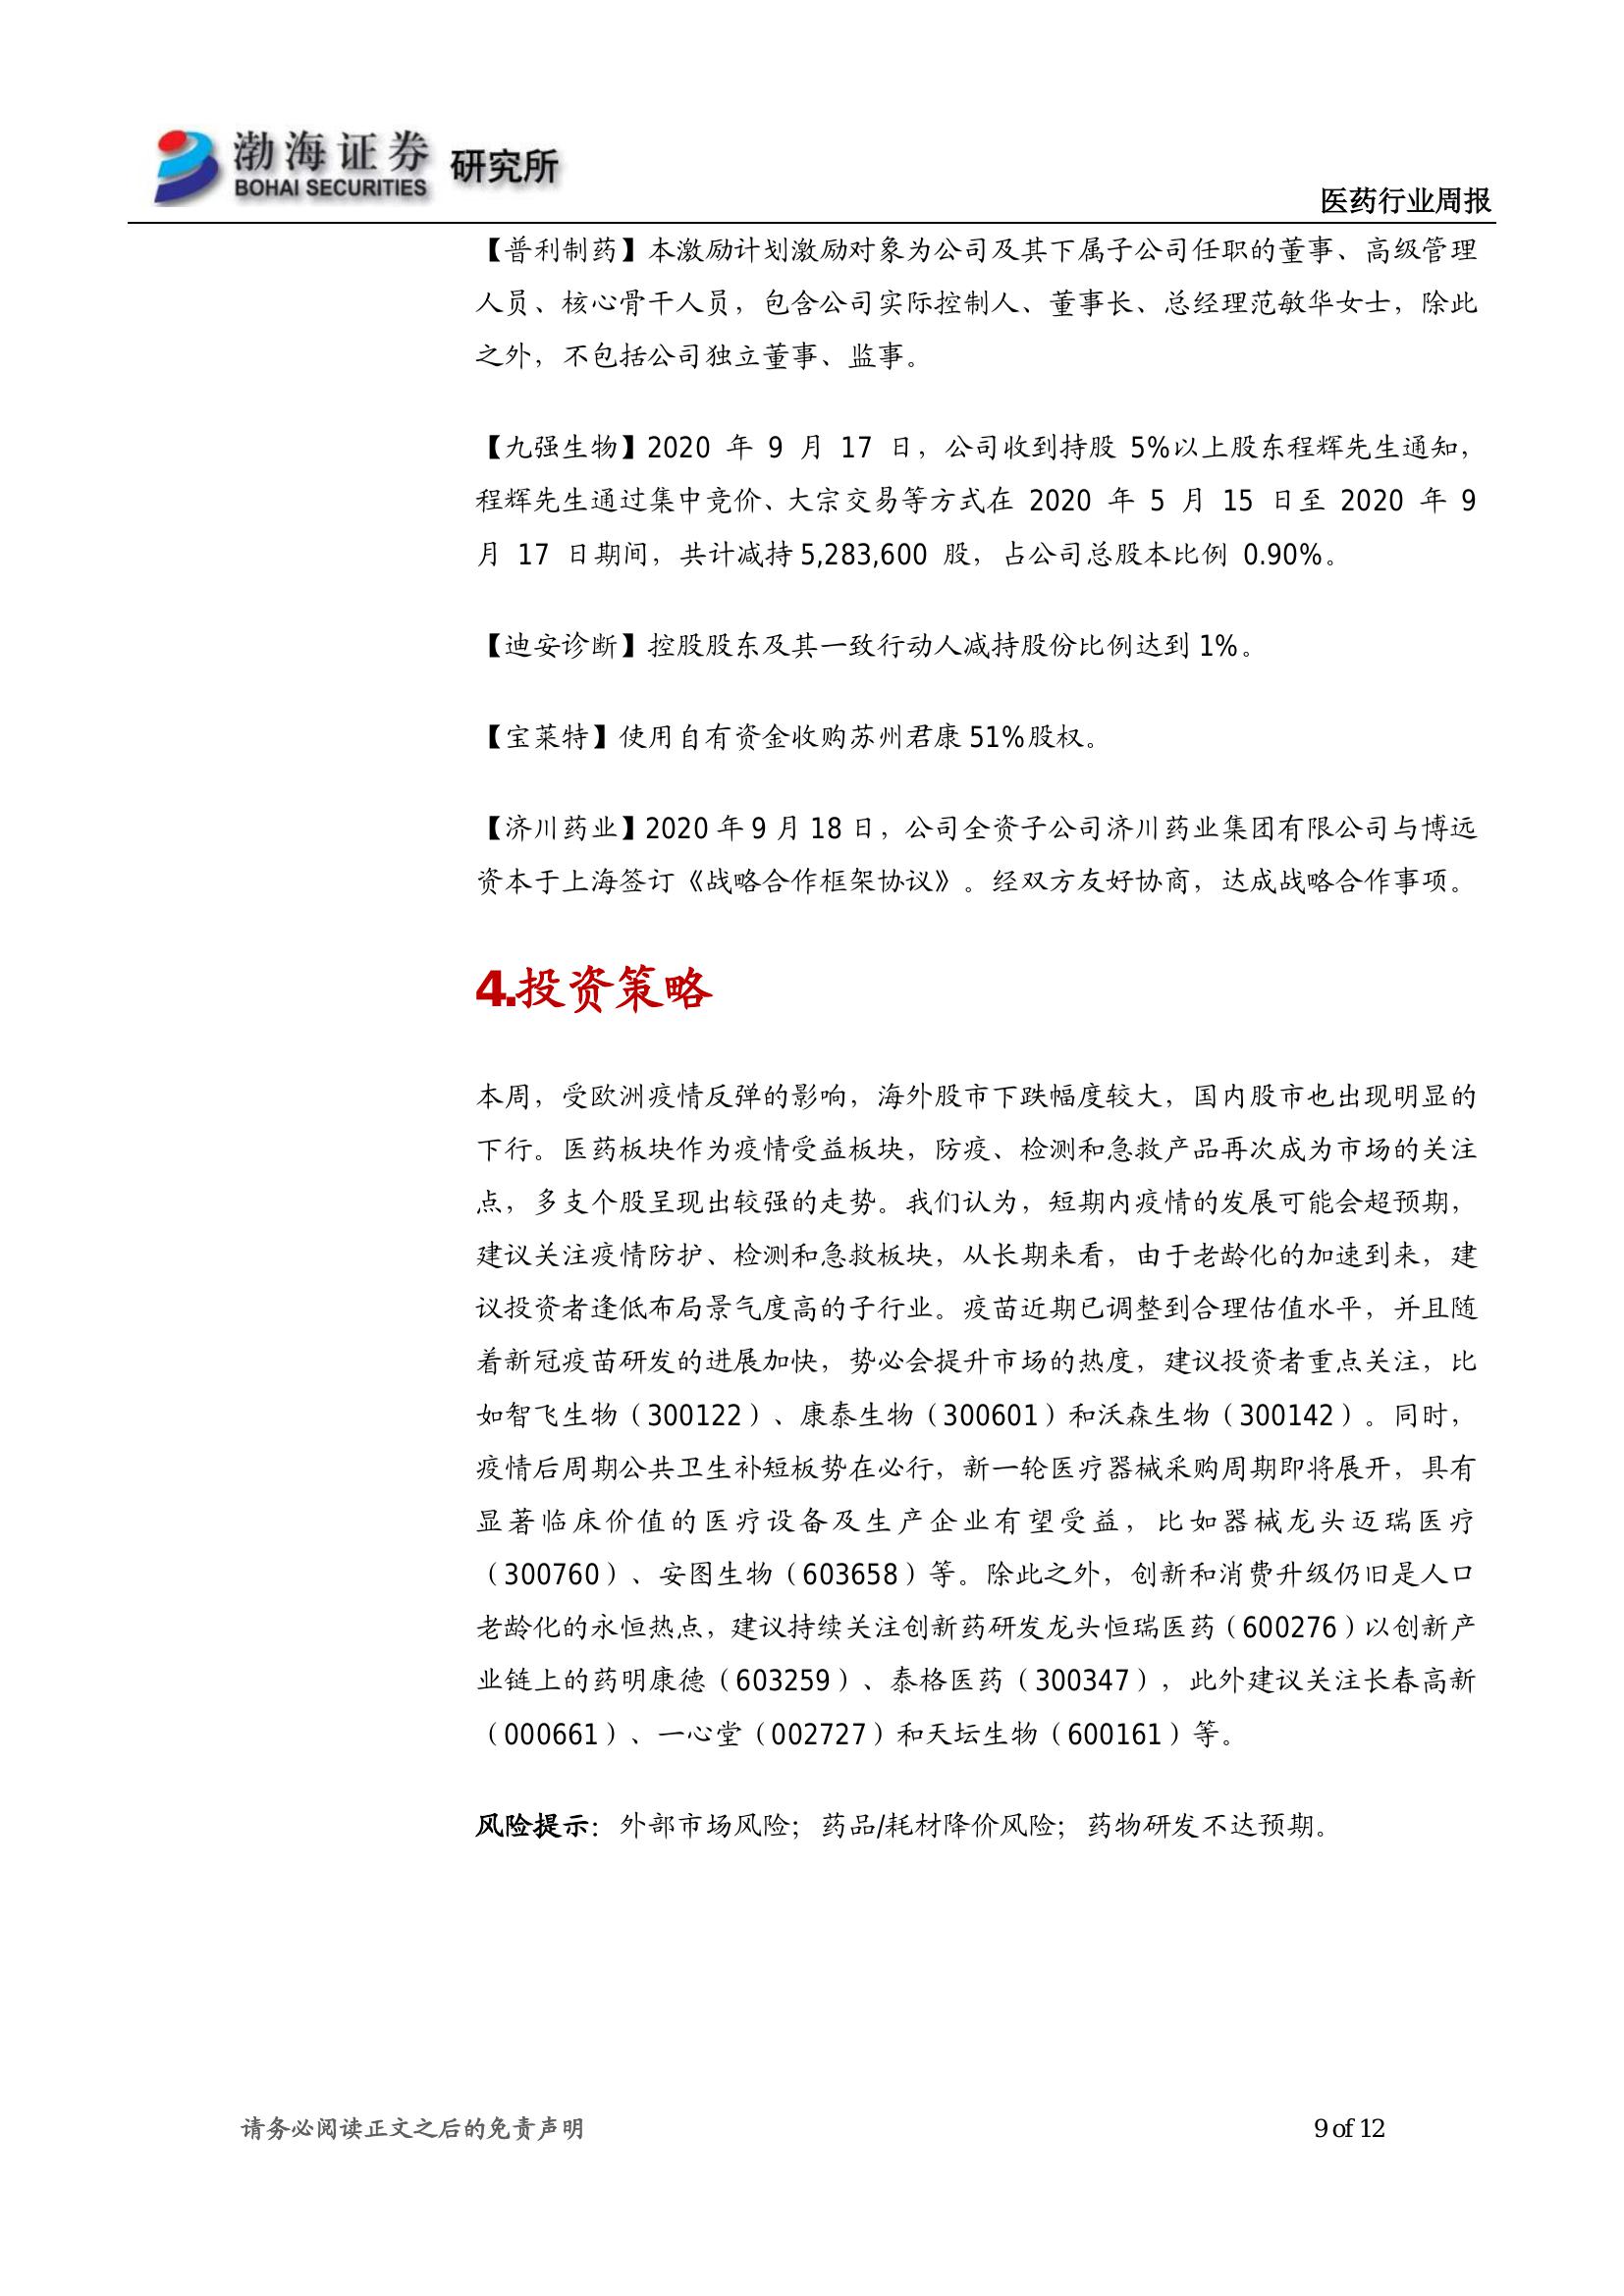 渤海证券 研究所
BOHAI SECURITIES
医药行业周报
【普利制药】本激励计划激励对象为公司及其下属子公司任职的董事、高级管理
人员、核心骨干人员，包含公司实际控制人、董事长、总经理范敏华女士，除此
之外，不包括公司独立董事、监事。
【九强生物】2020 年 9 月 17 日，公司收到持股 5%以上股东程辉先生通知，
程辉先生通过集中竞价、大宗交易等方式在 2020 年 5 月 15 日至 2020 年 9
月 17 日期间，共计减持 5,283,600 股，占公司总股本比例 0.90%。
【迪安诊断】控股股东及其一致行动人减持股份比例达到 1%。
【宝莱特】使用自有资金收购苏州君康 51%股权。
【济川药业】2020 年 9 月 18 日，公司全资子公司济川药业集团有限公司与博远
资本于上海签订《战略合作框架协议》。经双方友好协商，达成战略合作事项。
4.投资策略
本周，受欧洲疫情反弹的影响，海外股市下跌幅度较大，国内股市也出现明显的
下行。医药板块作为疫情受益板块，防疫、检测和急救产品再次成为市场的关注
点，多支个股呈现出较强的走势。我们认为，短期内疫情的发展可能会超预期，
建议关注疫情防护、检测和急救板块，从长期来看，由于老龄化的加速到来，建
议投资者逢低布局景气度高的子行业。疫苗近期已调整到合理估值水平，并且随
着新冠疫苗研发的进展加快，势必会提升市场的热度，建议投资者重点关注，比
如智飞生物（300122）、康泰生物（300601）和沃森生物（300142）。同时，
疫情后周期公共卫生补短板势在必行，新一轮医疗器械采购周期即将展开，具有
显著临床价值的医疗设备及生产企业有望受益，比如器械龙头迈瑞医疗
（300760）、安图生物（603658）等。除此之外，创新和消费升级仍旧是人口
老龄化的永恒热点，建议持续关注创新药研发龙头恒瑞医药（600276）以创新产
业链上的药明康德（603259）、泰格医药（300347），此外建议关注长春高新
（000661）、一心堂（002727）和天坛生物（600161）等。
风险提示：外部市场风险；药品/耗材降价风险；药物研发不达预期。
请务必阅读正文之后的免责声明
9 of 12